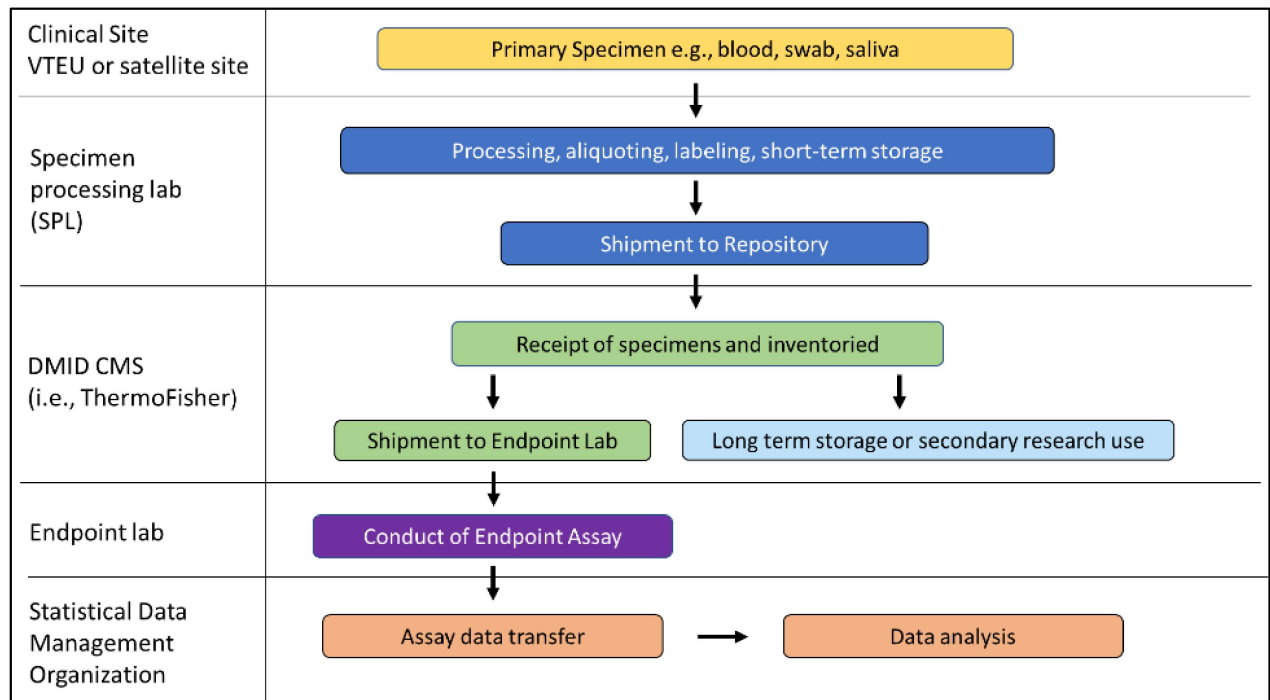 Clinical Site
VTEU or satellite site
Primary Specimen e.g., blood, swab, saliva
Specimen
processing lab
(SPL)
Processing, aliquoting, labeling, short-term storage
Shipment to Repository
DMID CMS
(i.e., ThermoFisher)
Receipt of specimens and inventoried
Shipment to Endpoint Lab
Long term storage or secondary research use
Endpoint lab
Conduct of Endpoint Assay
Statistical Data
Management
Organization
Assay data transfer
Data analysis